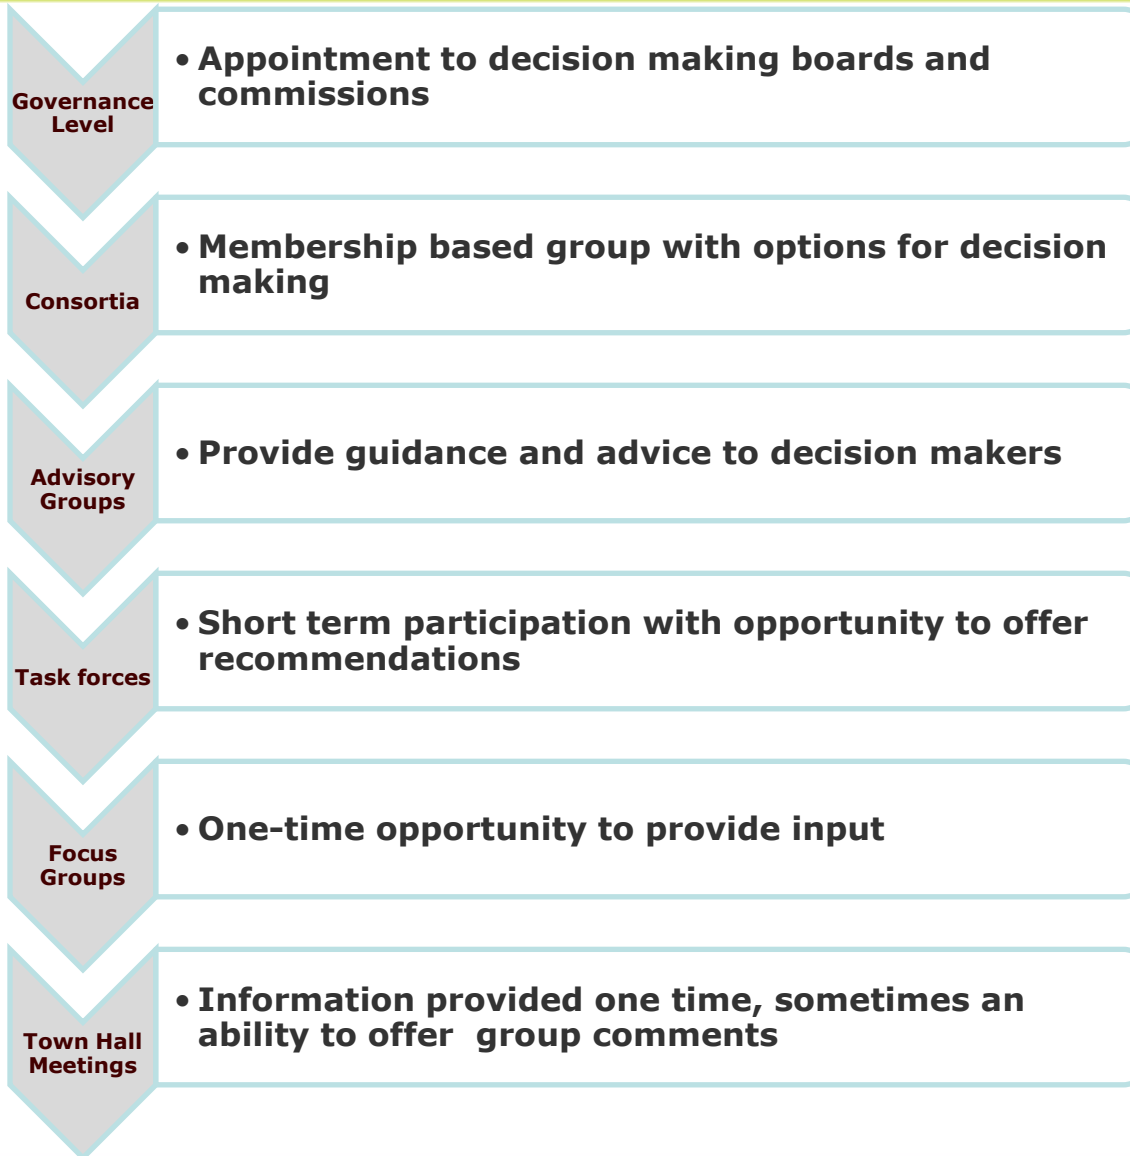 Governance
Level
• Appointment to decision making boards and
commissions
Consortia
• Membership based group with options for decision
making
Advisory
Groups
• Provide guidance and advice to decision makers
Task forces
• Short term participation with opportunity to offer
recommendations
Focus
Groups
• One-time opportunity to provide input
Town Hall
Meetings
• Information provided one time, sometimes an
ability to offer  group comments